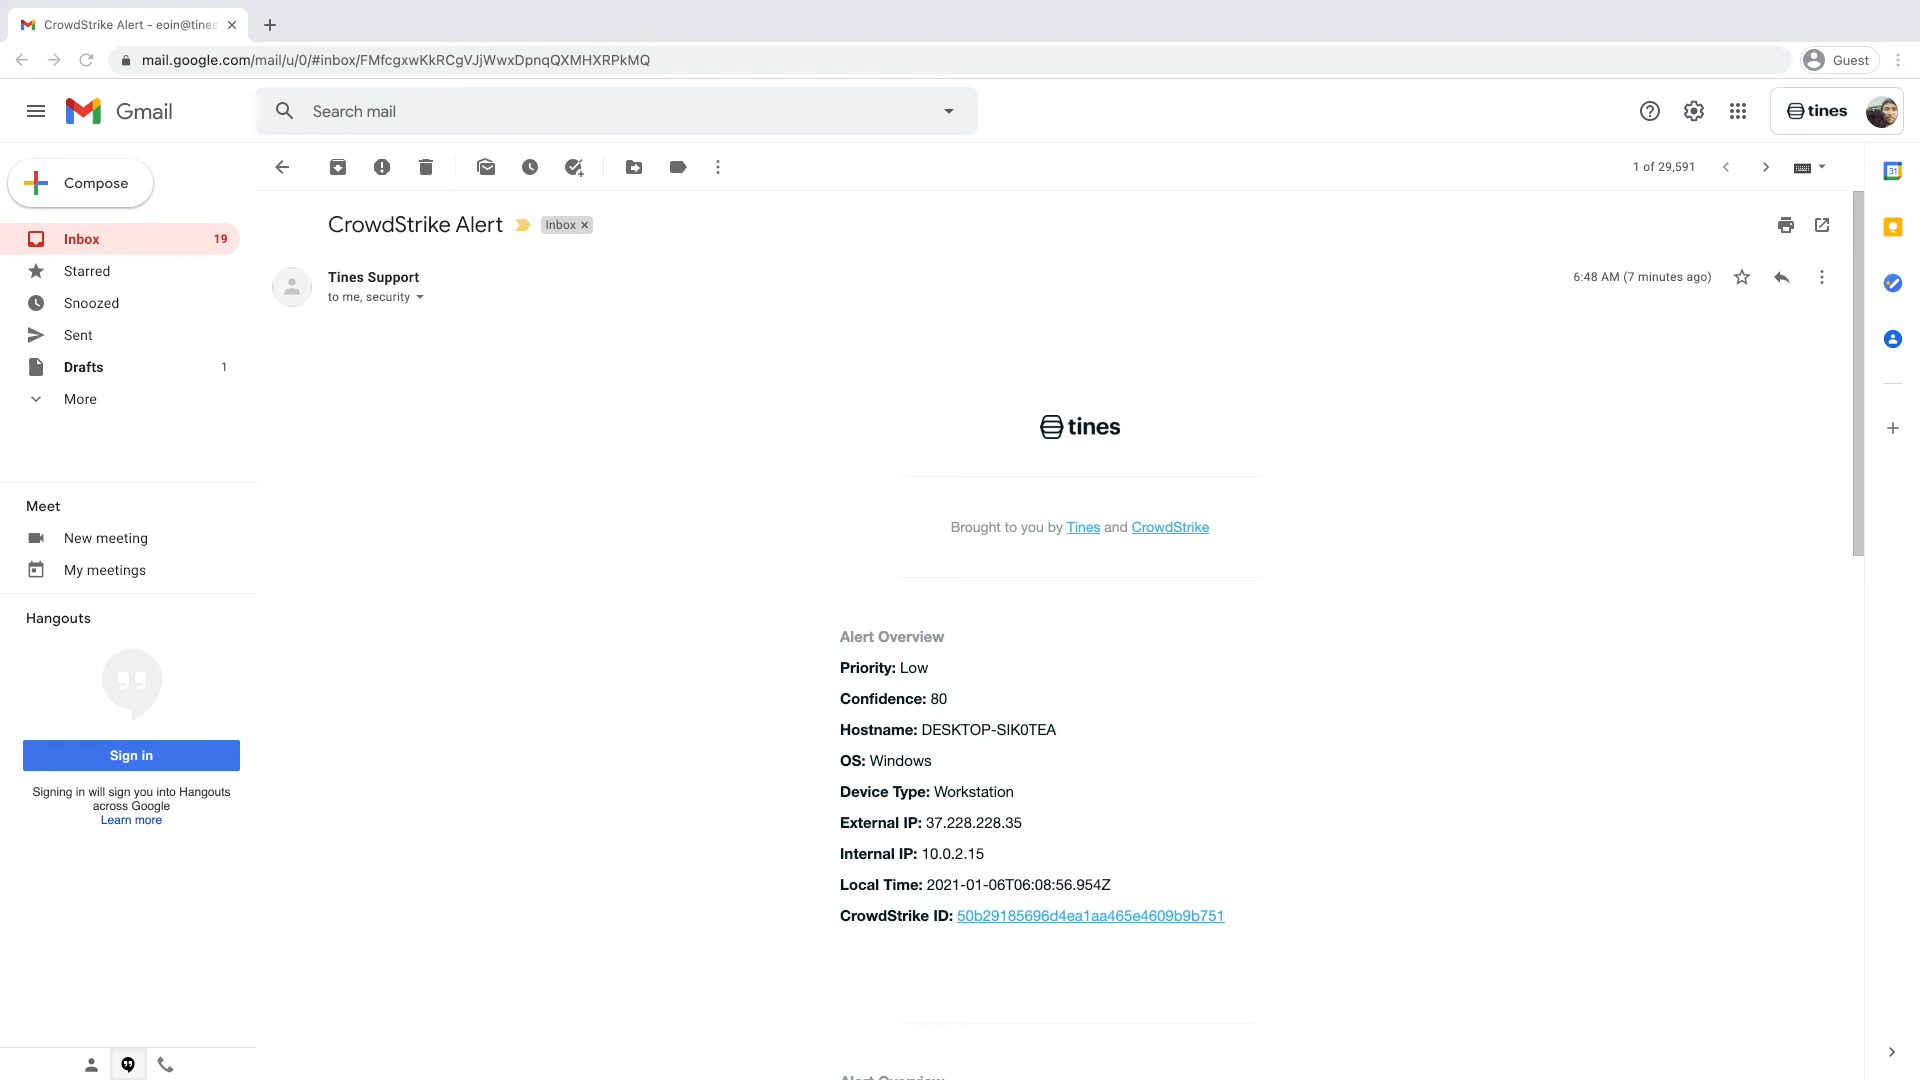 CrowdStrike Alert - eoin@tines
mail.google.com/mail/u/0/#inbox/FMfcgxwKkRCgVJjWwxDpnqQXMHXRPkMQ
Guest
Gmail
Search mail
tines
Compose
1 of 29,591
31
CrowdStrike Alert
Inbox
Inbox 19
Starred
Snoozed
Sent
Drafts 1
More
Tines Support
to me, security
6:48 AM (7 minutes ago)
tines
Brought to you by Tines and CrowdStrike
Meet
New meeting
My meetings
Hangouts
Sign in
Signing in will sign you into Hangouts
across Google
Learn more
Alert Overview
Priority: Low
Confidence: 80
Hostname: DESKTOP-SIK0TEA
OS: Windows
Device Type: Workstation
External IP: 37.228.228.35
Internal IP: 10.0.2.15
Local Time: 2021-01-06T06:08:56.954Z
CrowdStrike ID: 50b29185696d4ea1aa465e4609b9b751
Alert Overview